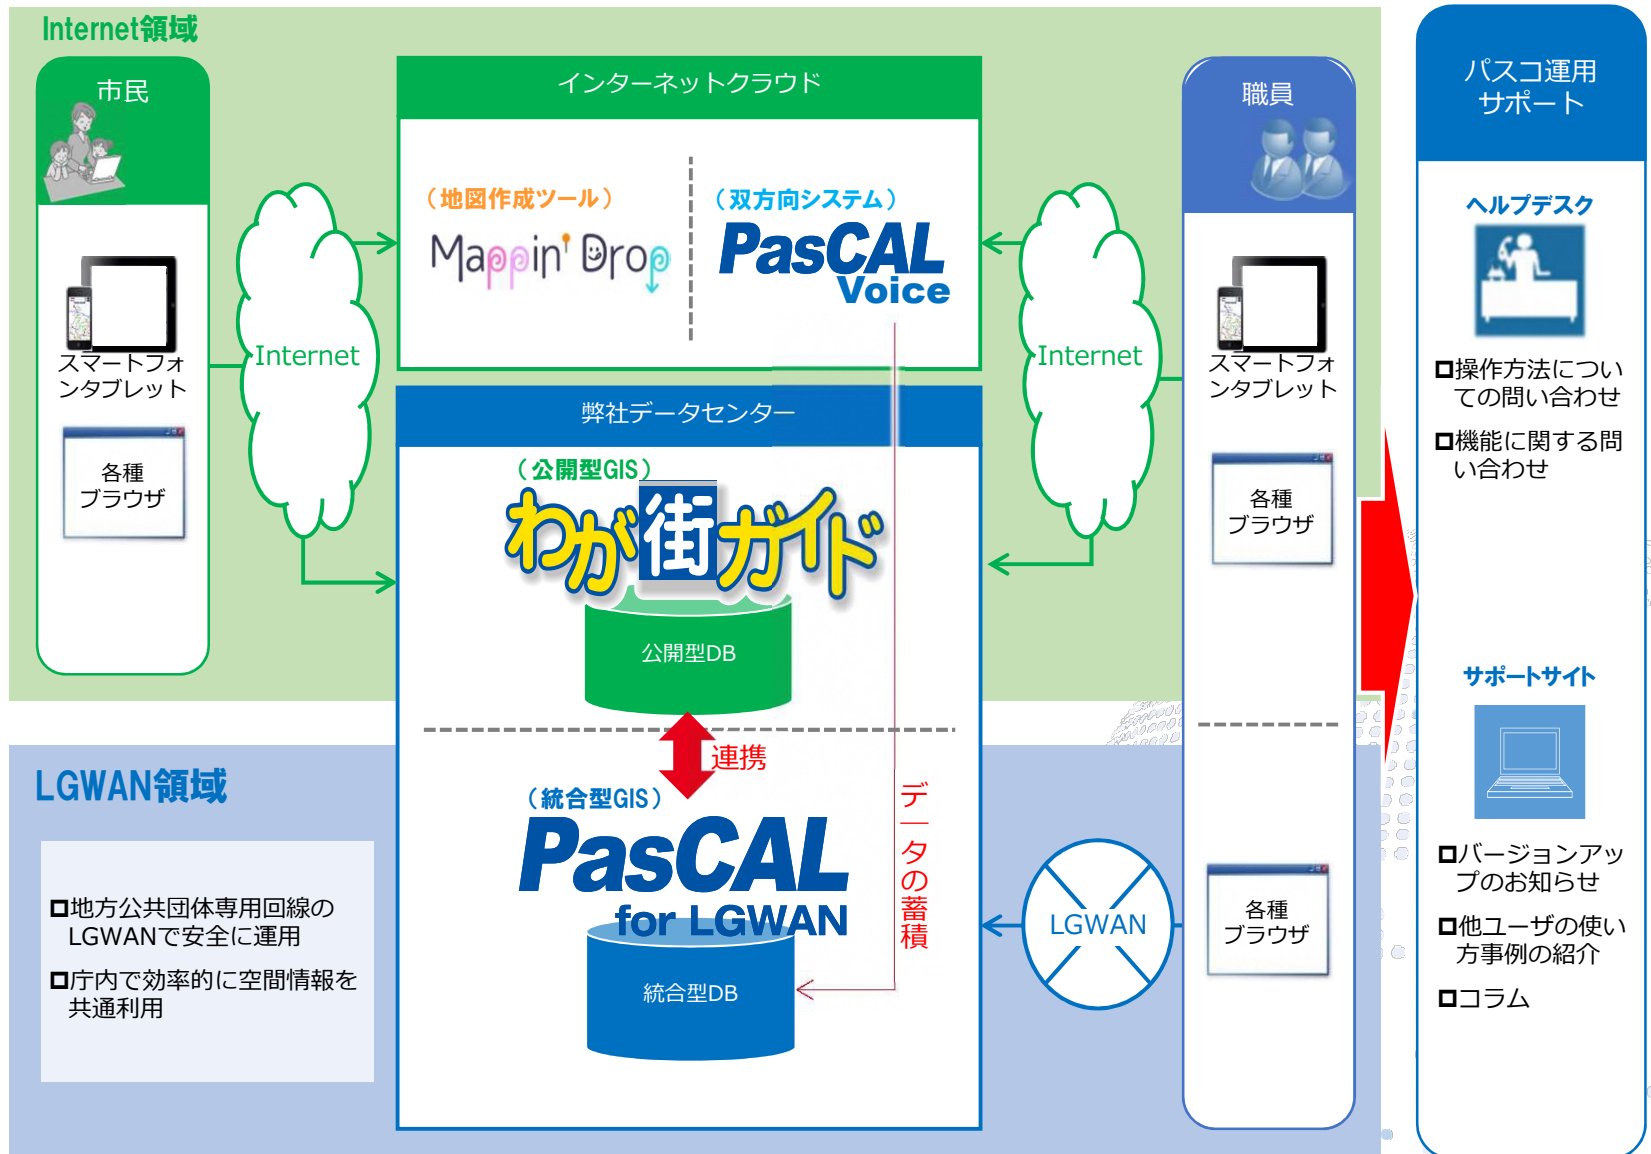 Internet領域
市民
スマートフォ
ンタブレット
各種
ブラウザ
Internet
インターネットクラウド
（地図作成ツール）
Mappin' Drop
（双方向システム）
PasCAL
Voice
弊社データセンター
（公開型GIS）
わが街ガイド
公開型DB
連携
（統合型GIS）
PasCAL
for LGWAN
統合型DB
データの蓄積
Internet
LGWAN
職員
スマートフォ
ンタブレット
各種
ブラウザ
各種
ブラウザ
LGWAN領域
地方公共団体専用回線の
LGWANで安全に運用
庁内で効率的に空間情報を
共通利用
パスコ運用
サポート
ヘルプデスク
操作方法につい
ての問い合わせ
機能に関する問
い合わせ
サポートサイト
バージョンアッ
プのお知らせ
他ユーザの使い
方事例の紹介
コラム